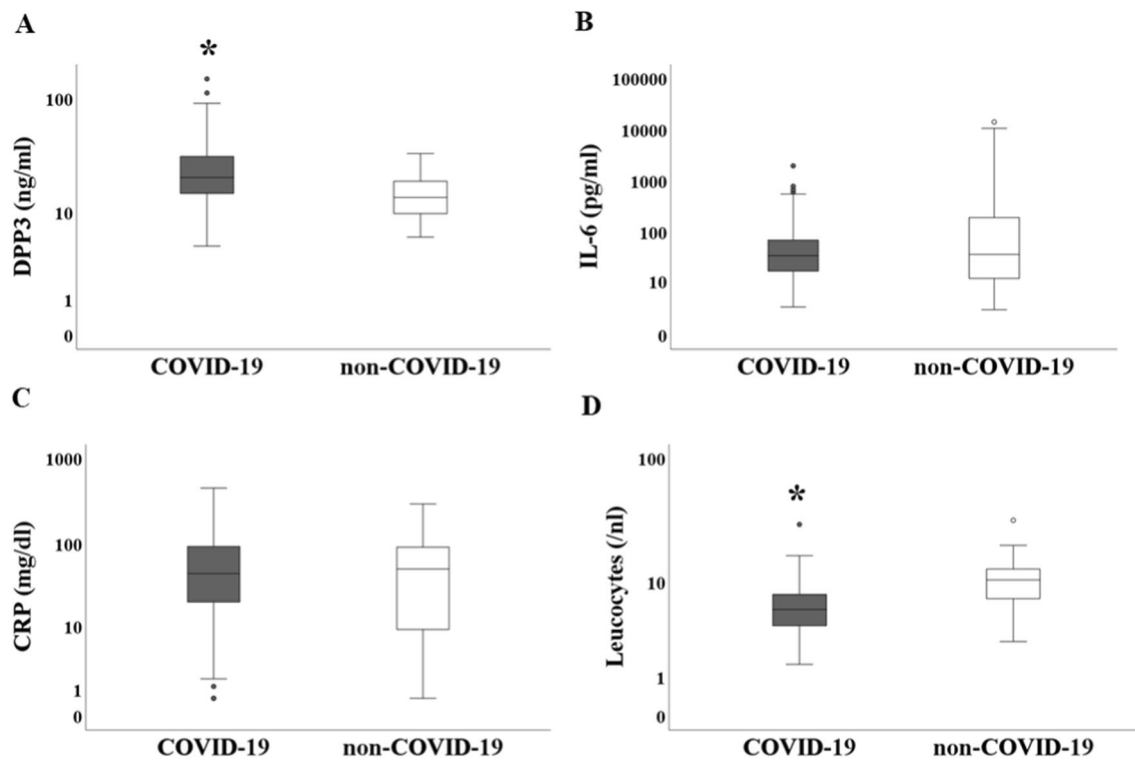 A
*
DPP3 (ng/ml)
100
10
1
0
COVID-19
non-COVID-19
B
IL-6 (pg/ml)
100000
10000
1000
100
10
0
COVID-19
non-COVID-19
C
CRP (mg/dl)
1000
100
10
1
0
COVID-19
non-COVID-19
D
*
Leucocytes (/nl)
100
10
1
0
COVID-19
non-COVID-19